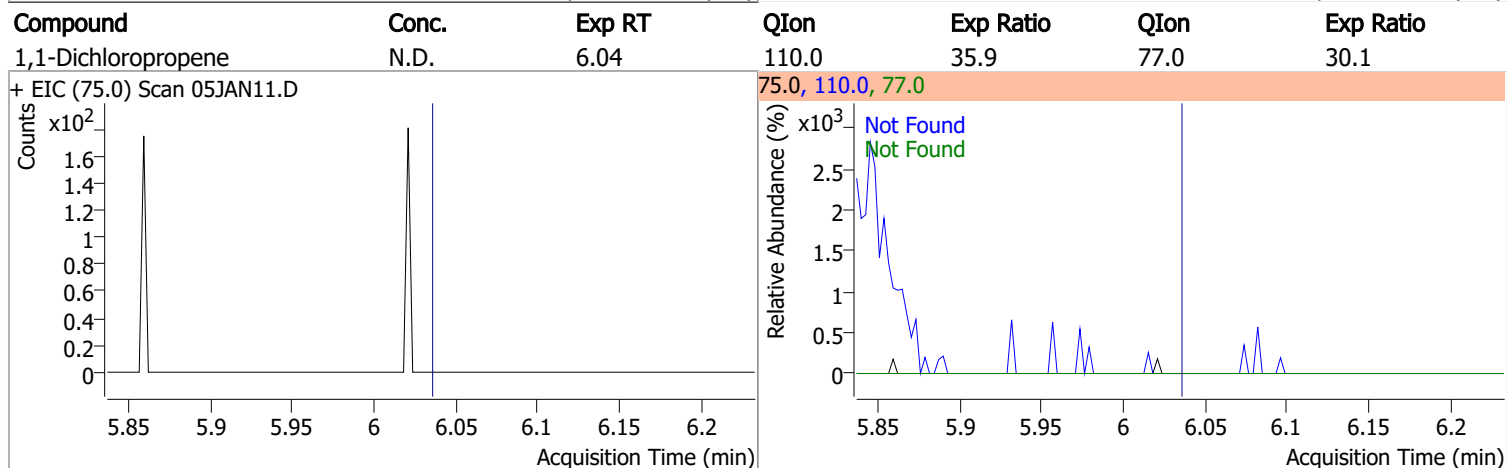 Compound Conc. Exp RT QIon Exp Ratio QIon Exp Ratio
1,1-Dichloropropene N.D. 6.04 110.0 35.9 77.0 30.1
+ EIC (75.0) Scan 05JAN11.D
Counts
x10²
1.6
1.4
1.2
1
0.8
0.6
0.4
0.2
0
5.85 5.9 5.95 6 6.05 6.1 6.15 6.2
Acquisition Time (min)
75.0, 110.0, 77.0
Relative Abundance (%)
x10³
Not Found
Not Found
2.5
2
1.5
1
0.5
0
5.85 5.9 5.95 6 6.05 6.1 6.15 6.2
Acquisition Time (min)